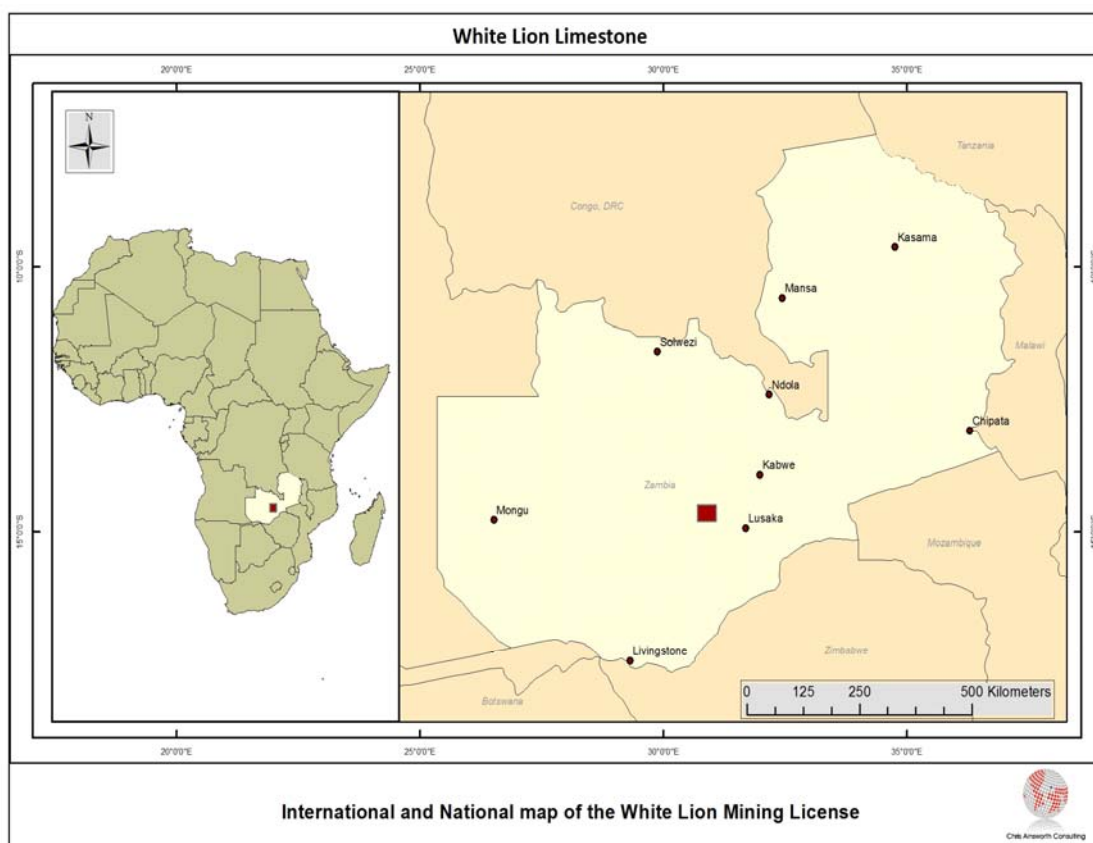 White Lion Limestone
20°0'0"E 25°0'0"E 30°0'0"E 35°0'0"E
N
Tanzania
Congo, DRC
Kasama
10°0'0"S
Mansa
Malawi
Solwezi
Ndola
Chipata
Kabwe
Zambia
Mongu
Lusaka
15°0'0"S
Mozambique
Livingstone
Zimbabwe
Botswana
0 125 250 500 Kilometers
20°0'0"E 25°0'0"E 30°0'0"E 35°0'0"E
International and National map of the White Lion Mining License
Chris Answorth Consulting